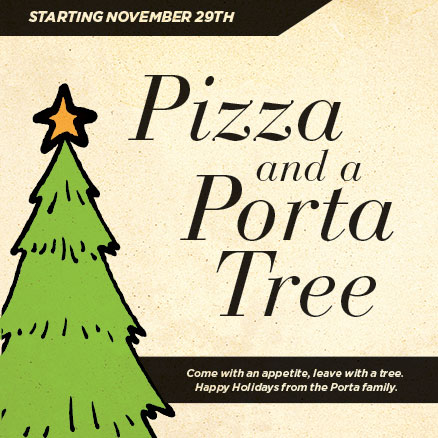 STARTING NOVEMBER 29TH
Pizza
and a
Porta
Tree
Come with an appetite, leave with a tree.
Happy Holidays from the Porta family.